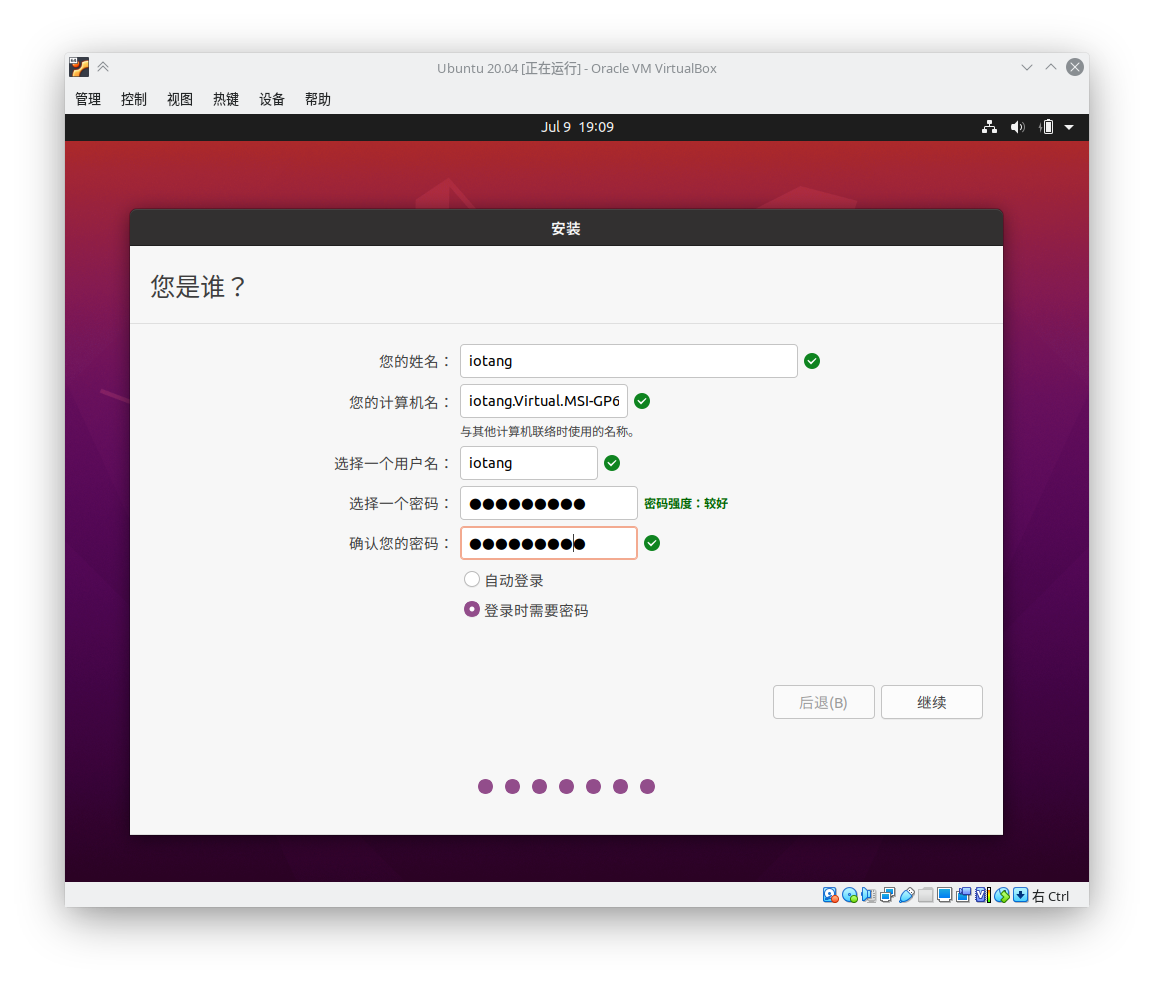 Ubuntu 20.04 [正在运行] - Oracle VM VirtualBox
管理 控制 视图 热键 设备 帮助
Jul 9 19:09
安装
您是谁？
您的姓名： iotang
您的计算机名： iotang.Virtual.MSI-GP6
与其他计算机联络时使用的名称。
选择一个用户名： iotang
选择一个密码： ●●●●●●●●● 密码强度：较好
确认您的密码： ●●●●●●●●●
自动登录
登录时需要密码
后退(B) 继续
右 Ctrl